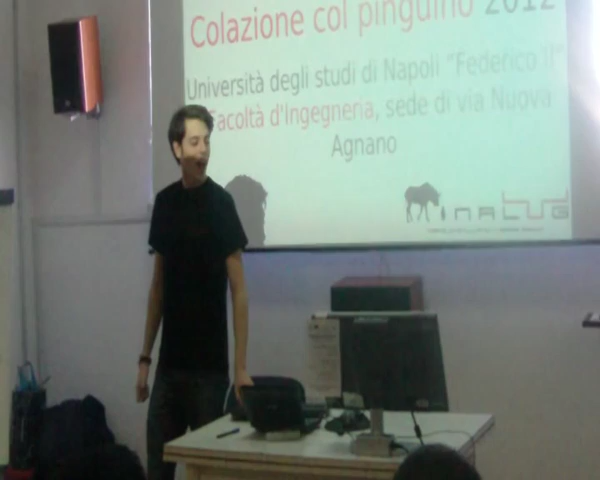 Colazione col pinguino 2012
Università degli studi di Napoli "Federico II"
Facoltà d'Ingegneria, sede di via Nuova
Agnano